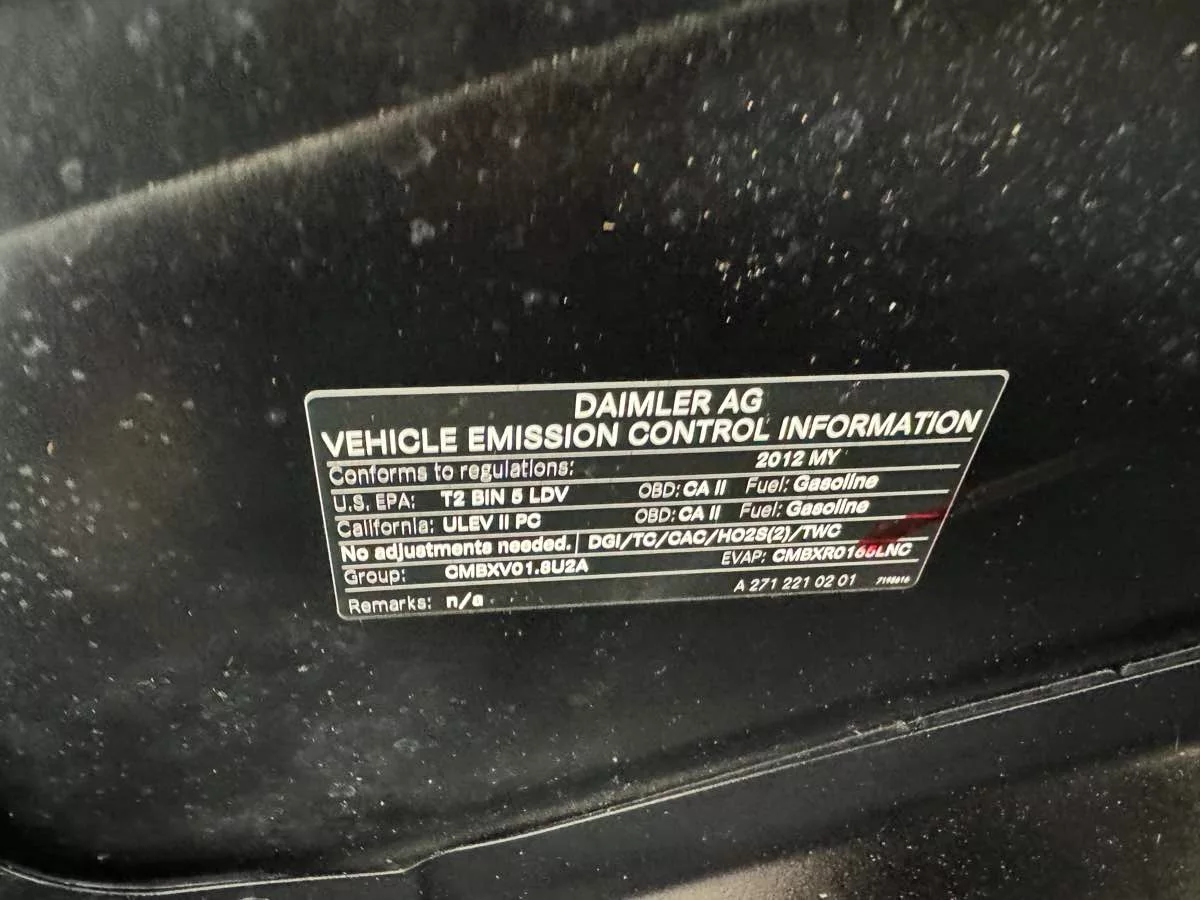 DAIMLER AG
VEHICLE EMISSION CONTROL INFORMATION
Conforms to regulations: 2012 MY
U.S. EPA: T2 BIN 5 LDV OBD: CA II Fuel: Gasoline
California: ULEV II PC OBD: CA II Fuel: Gasoline
No adjustments needed. DGI/TC/CAC/HO2S(2)/TWC
Group: CMBXV01.8U2A EVAP: CMBXR0165LNC
Remarks: n/a A 271 221 02 01